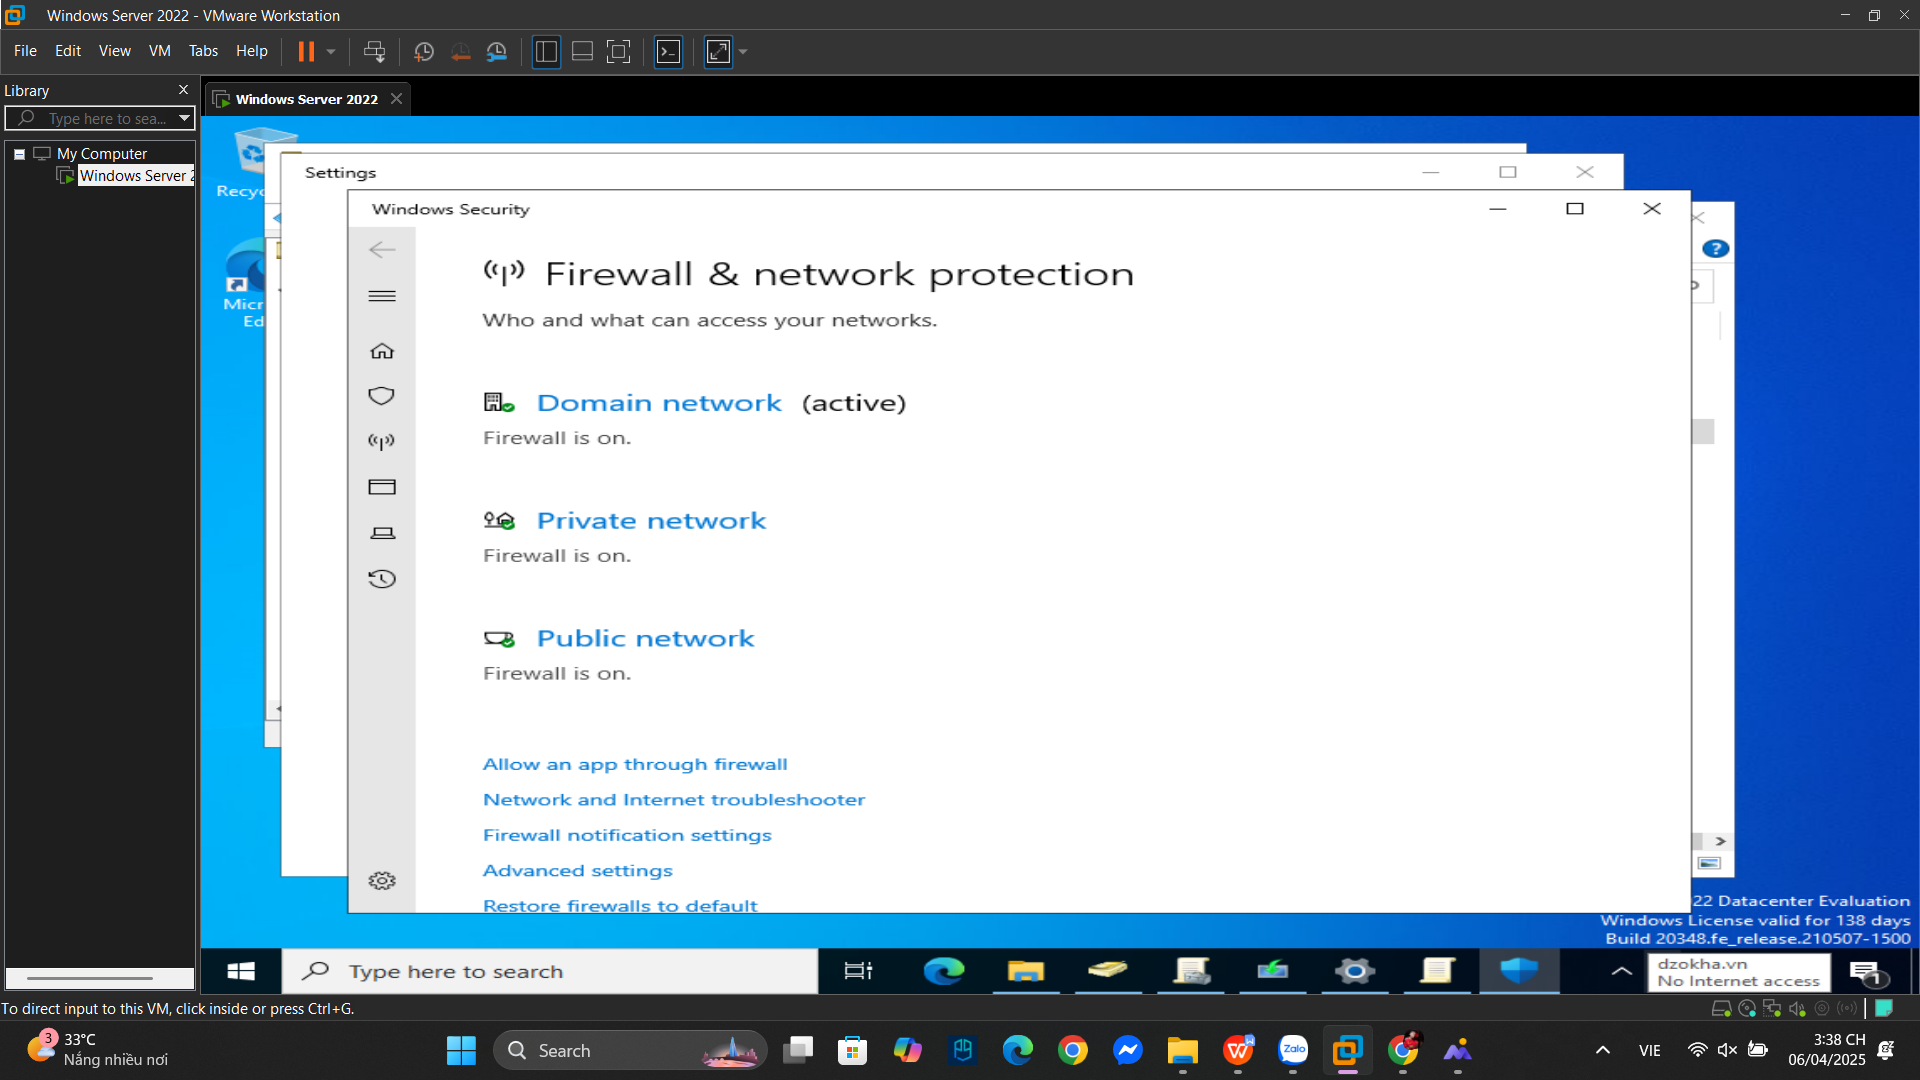 Windows Server 2022 - VMware Workstation
File Edit View VM Tabs Help
Library
Type here to sea...
My Computer
Windows Server 2
Windows Server 2022
Recyc
Micr
Ed
Settings
Windows Security
Firewall & network protection
Who and what can access your networks.
Domain network (active)
Firewall is on.
Private network
Firewall is on.
Public network
Firewall is on.
Allow an app through firewall
Network and Internet troubleshooter
Firewall notification settings
Advanced settings
Restore firewalls to default
22 Datacenter Evaluation
Windows License valid for 138 days
Build 20348.fe_release.210507-1500
Type here to search
dzokha.vn
No Internet access
1
To direct input to this VM, click inside or press Ctrl+G.
3
33°C
Nắng nhiều nơi
Search
Zalo
VIE
3:38 CH
06/04/2025